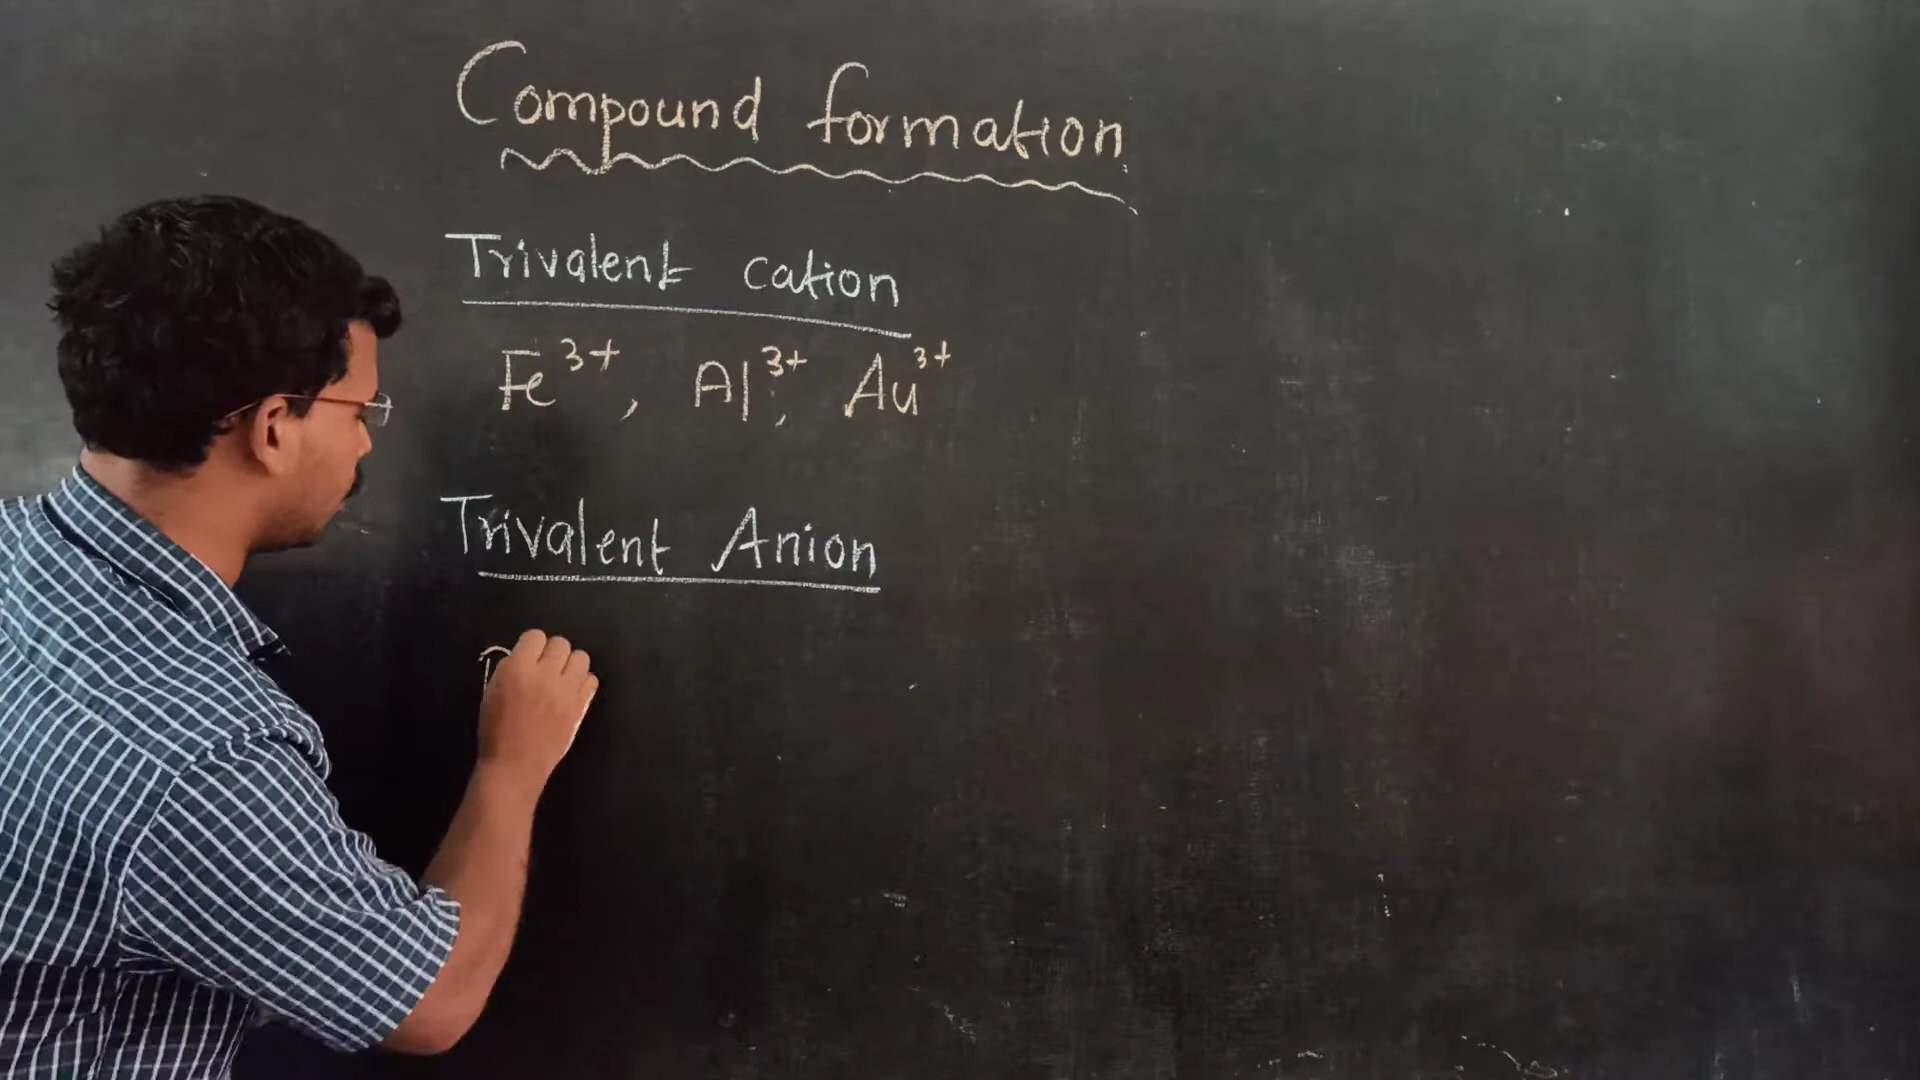 Compound formation
Trivalent cation
Fe³⁺, Al³⁺, Au³⁺
Trivalent Anion